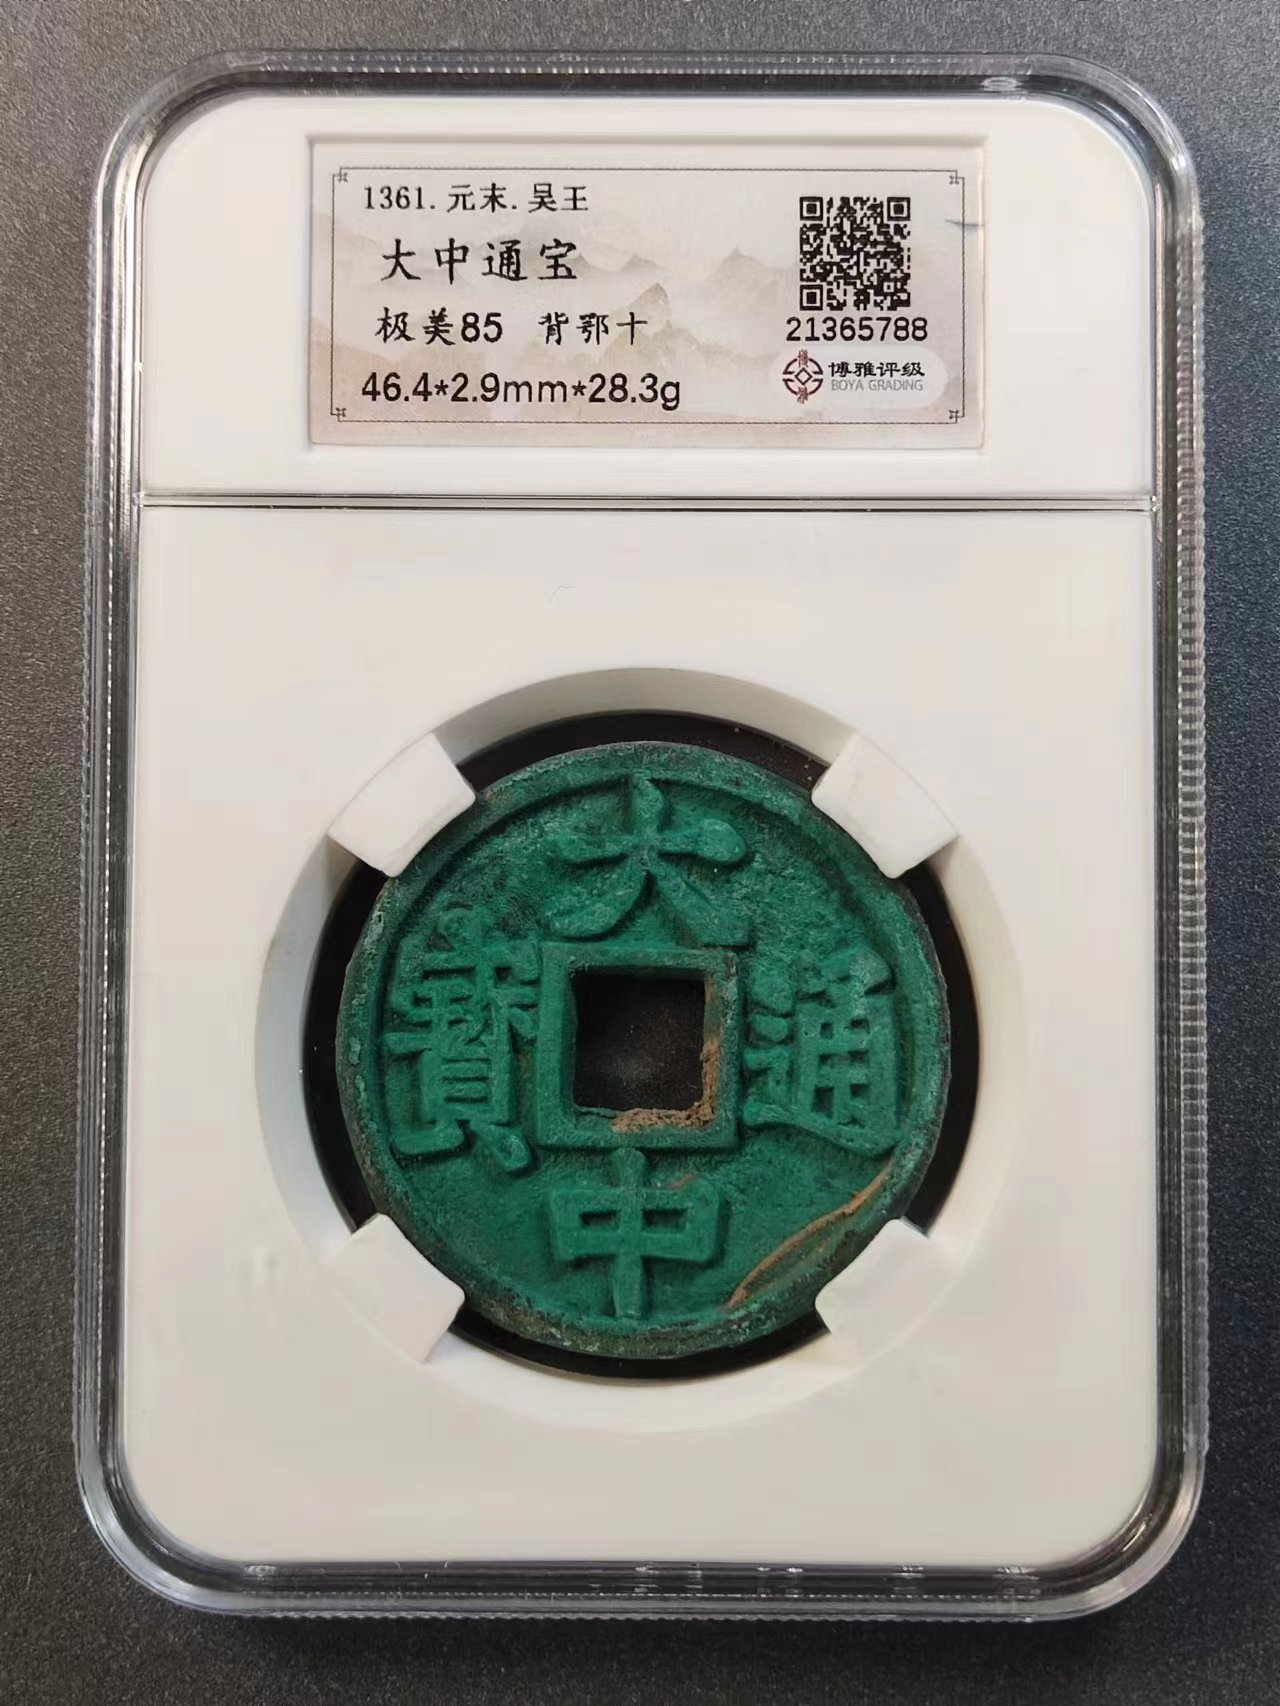 1361.元末.吴王
大中通宝
极美85 背鄂十
46.4*2.9mm*28.3g
21365788
博雅评级
BOYA GRADING
大中通寳